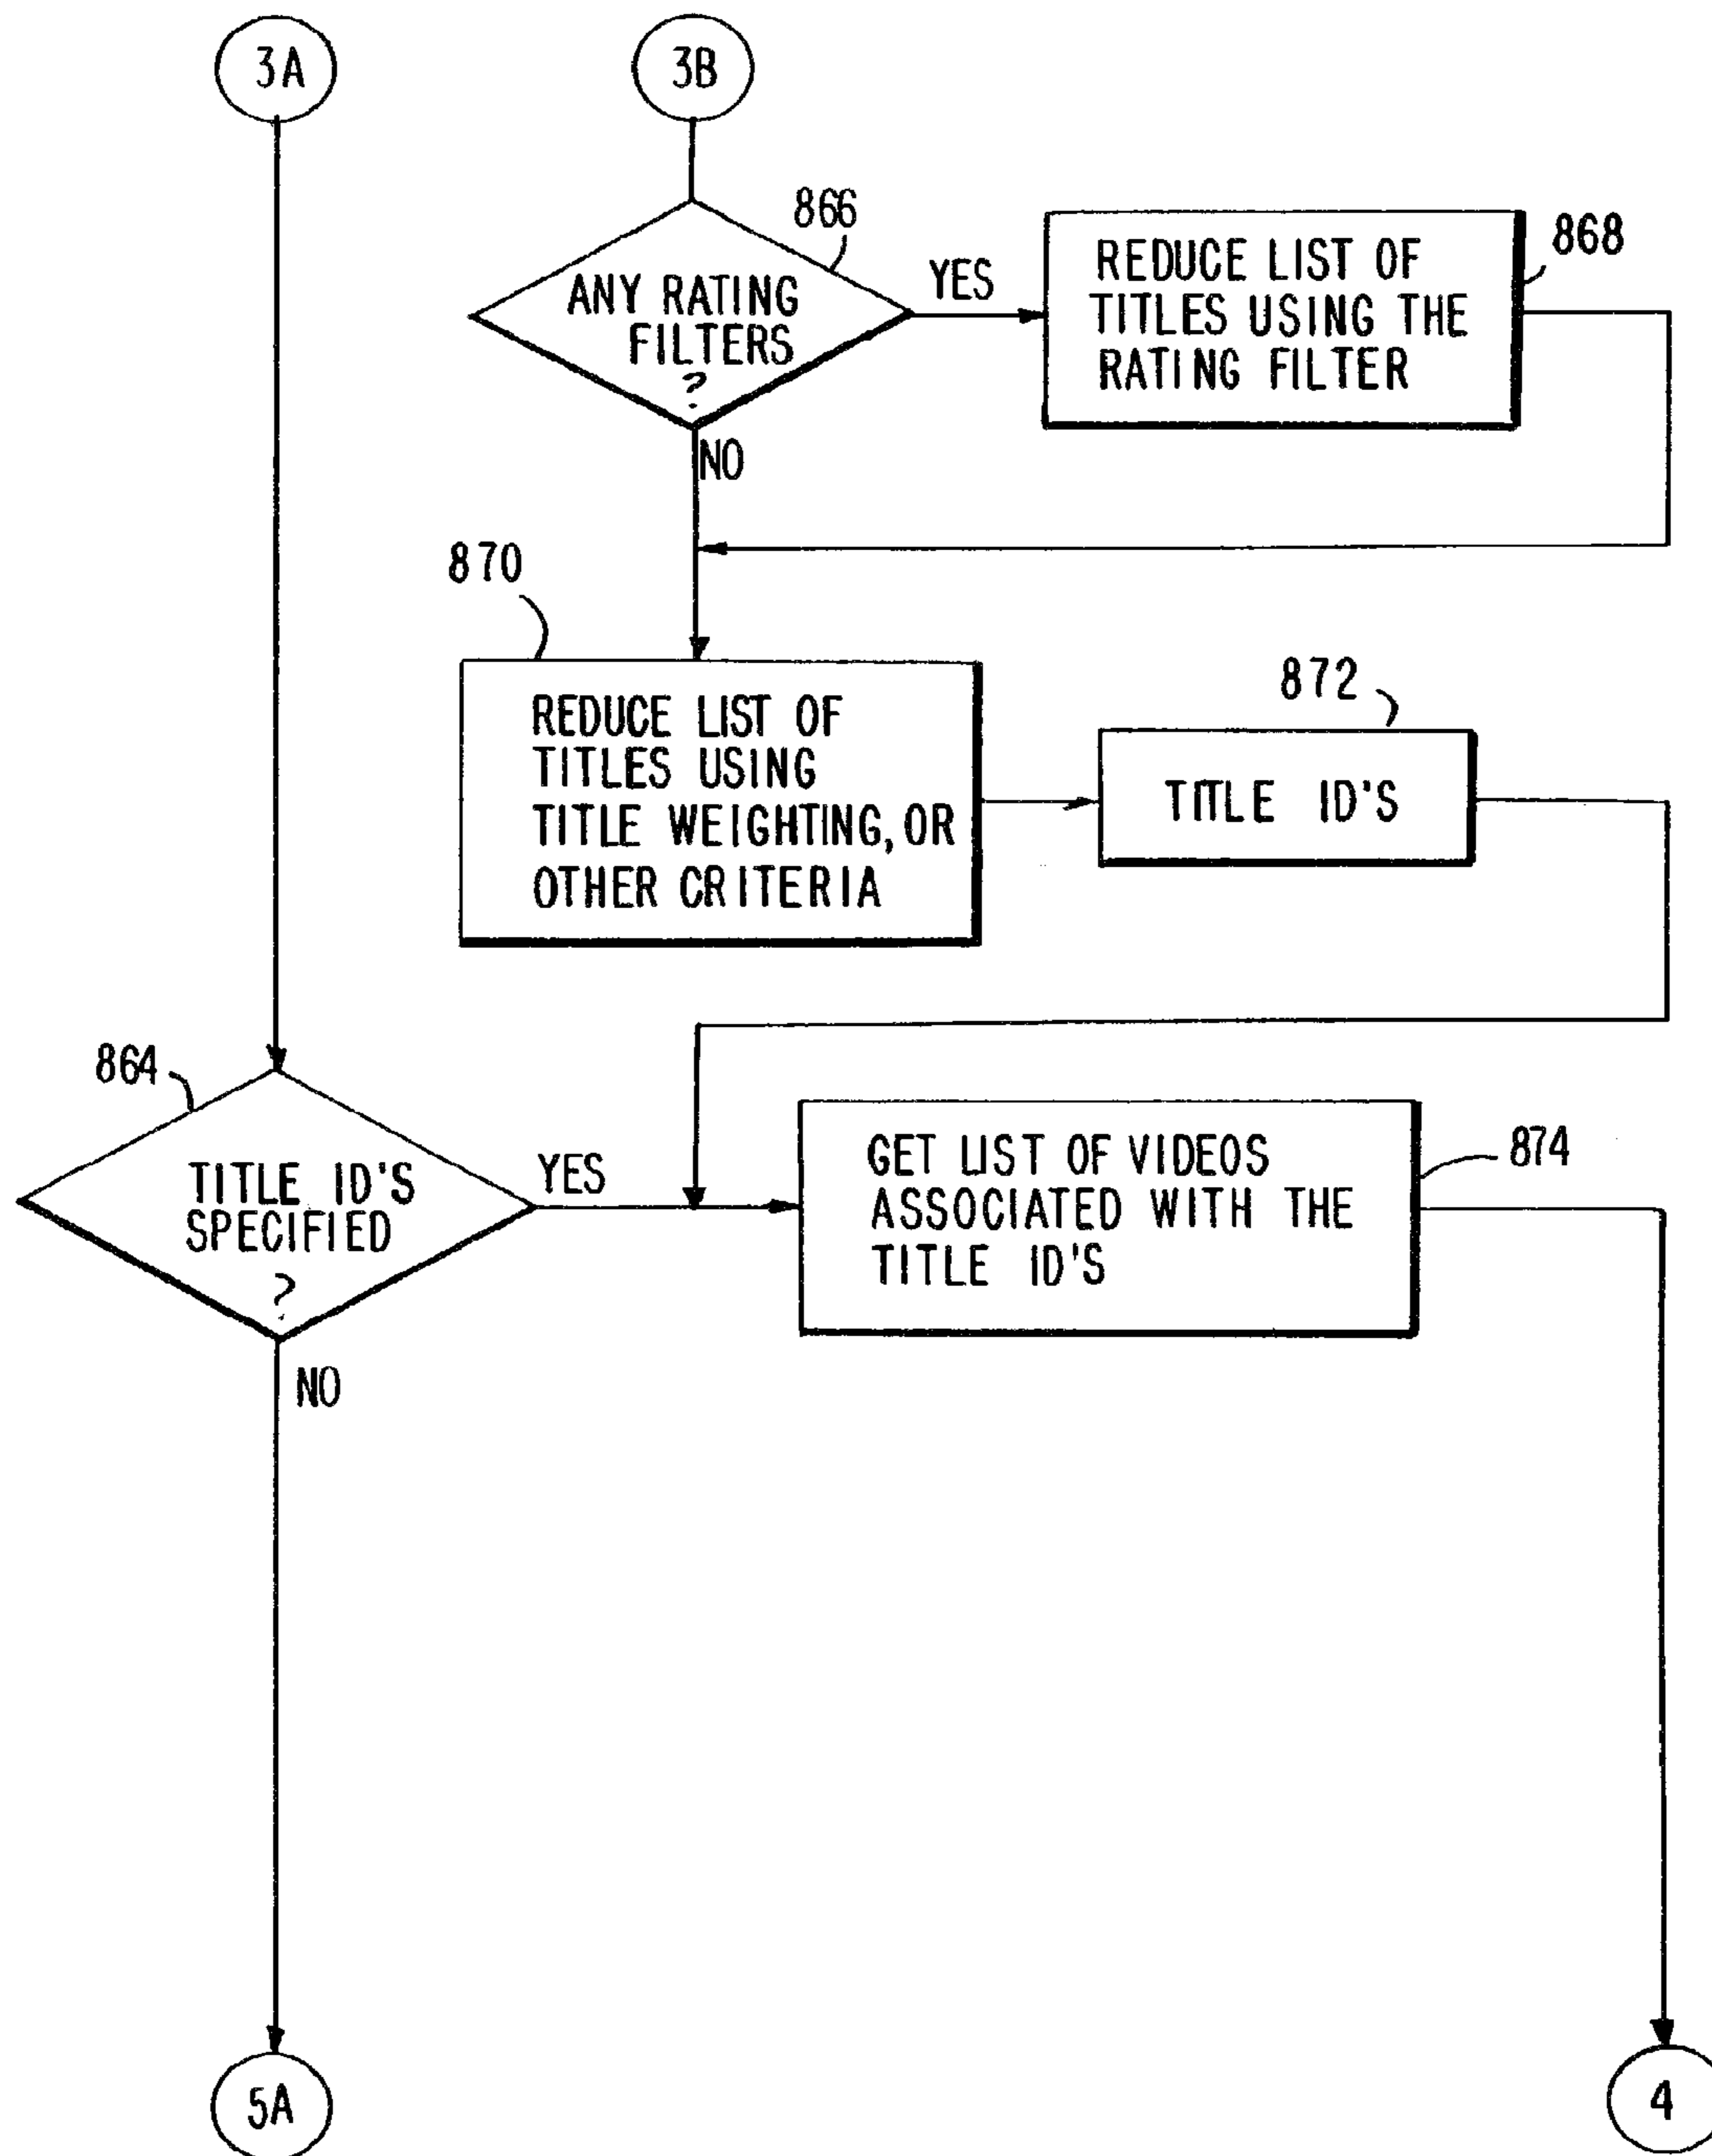 3A
3B
866
ANY RATING
FILTERS
?
YES
NO
868
REDUCE LIST OF
TITLES USING THE
RATING FILTER
870
REDUCE LIST OF
TITLES USING
TITLE WEIGHTING, OR
OTHER CRITERIA
872
TITLE ID'S
864
TITLE ID'S
SPECIFIED
?
YES
NO
GET LIST OF VIDEOS
ASSOCIATED WITH THE
TITLE ID'S
874
5A
4